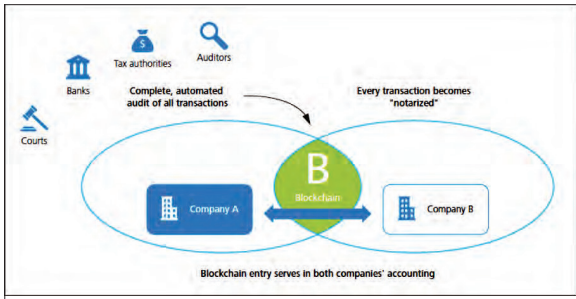 Auditors
Tax authorities
$
Banks
Courts
Complete, automated
audit of all transactions
Every transaction becomes
"notarized"
B
Blockchain
Company A
Company B
Blockchain entry serves in both companies' accounting